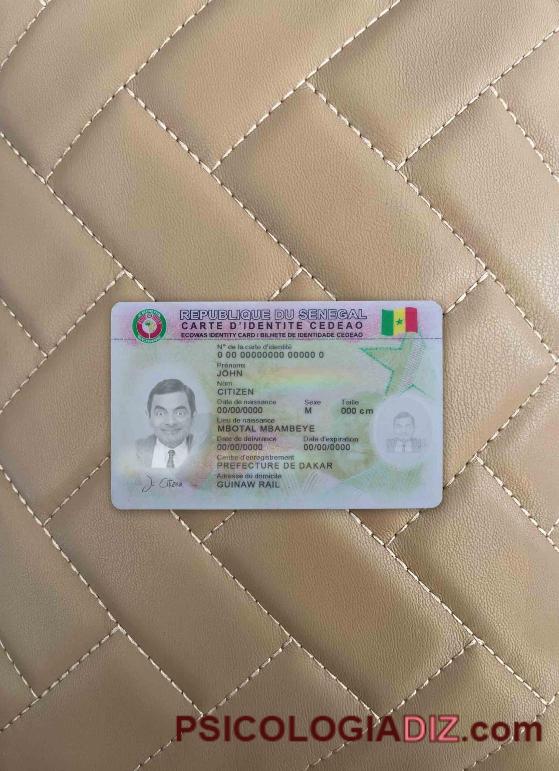 REPUBLIQUE DU SENEGAL
CARTE D'IDENTITE CEDEAO
ECOWAS IDENTITY CARD / BILHETE DE IDENTIDADE CEDEAO
N° de la carte d'identité
0 00 00000000 00000 0
Prénoms
JOHN
Nom
CITIZEN
Date de naissance Sexe Taille
00/00/0000 M 000 cm
Lieu de naissance
MBOTAL MBAMBEYE
Date de délivrance Date d'expiration
00/00/0000 00/00/0000
Centre d'enregistrement
PREFECTURE DE DAKAR
Adresse du domicile
GUINAW RAIL
J. Citizen
PSICOLOGIADIZ.com